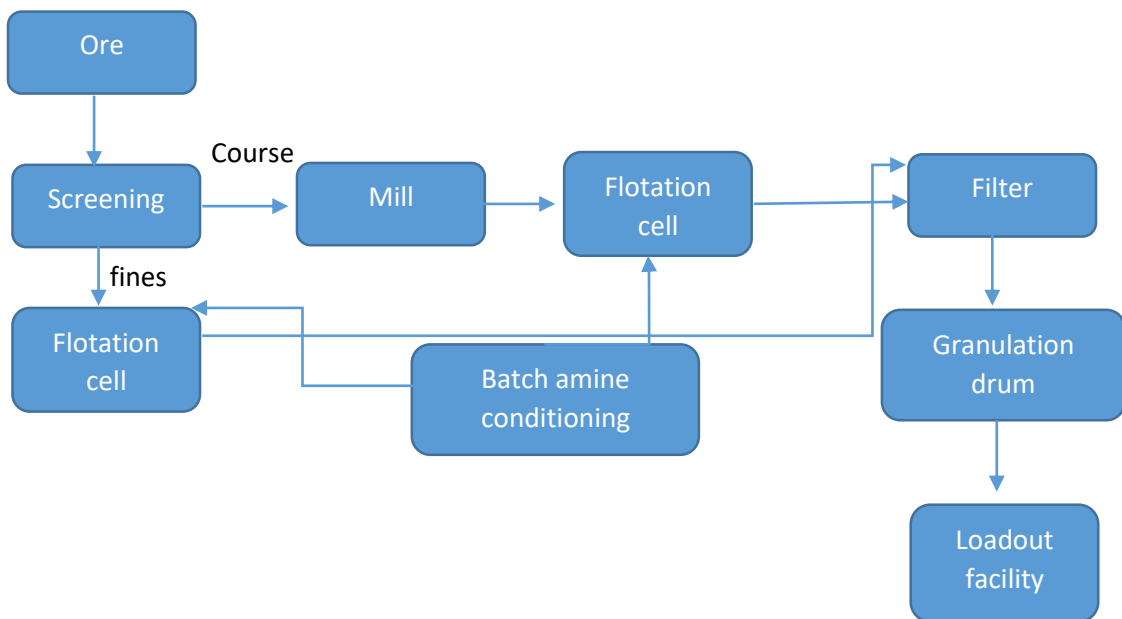 Ore
Course
Screening
Mill
Flotation
cell
Filter
fines
Flotation
cell
Batch amine
conditioning
Granulation
drum
Loadout
facility